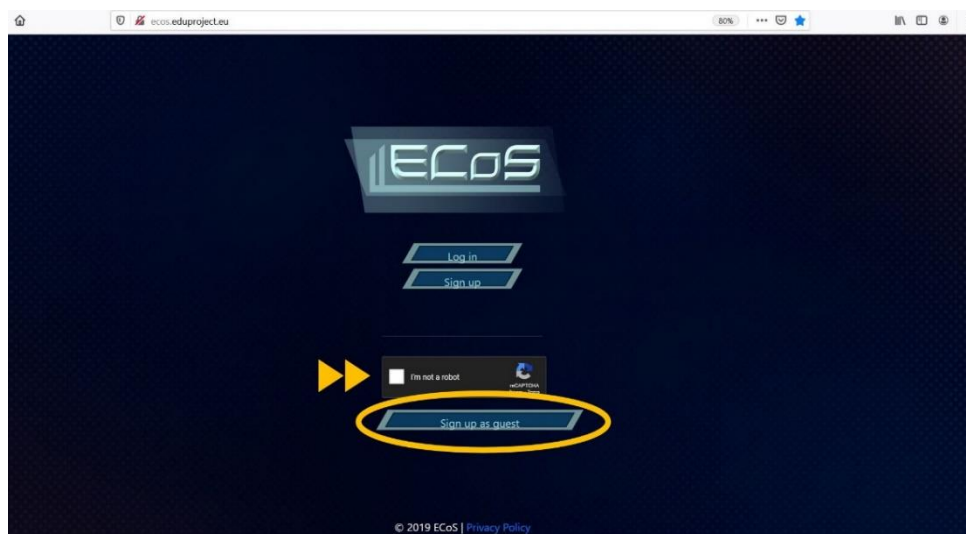 ecos.eduproject.eu
80%
ECoS
Log in
Sign up
I'm not a robot
reCAPTCHA
Sign up as guest
© 2019 ECoS | Privacy Policy